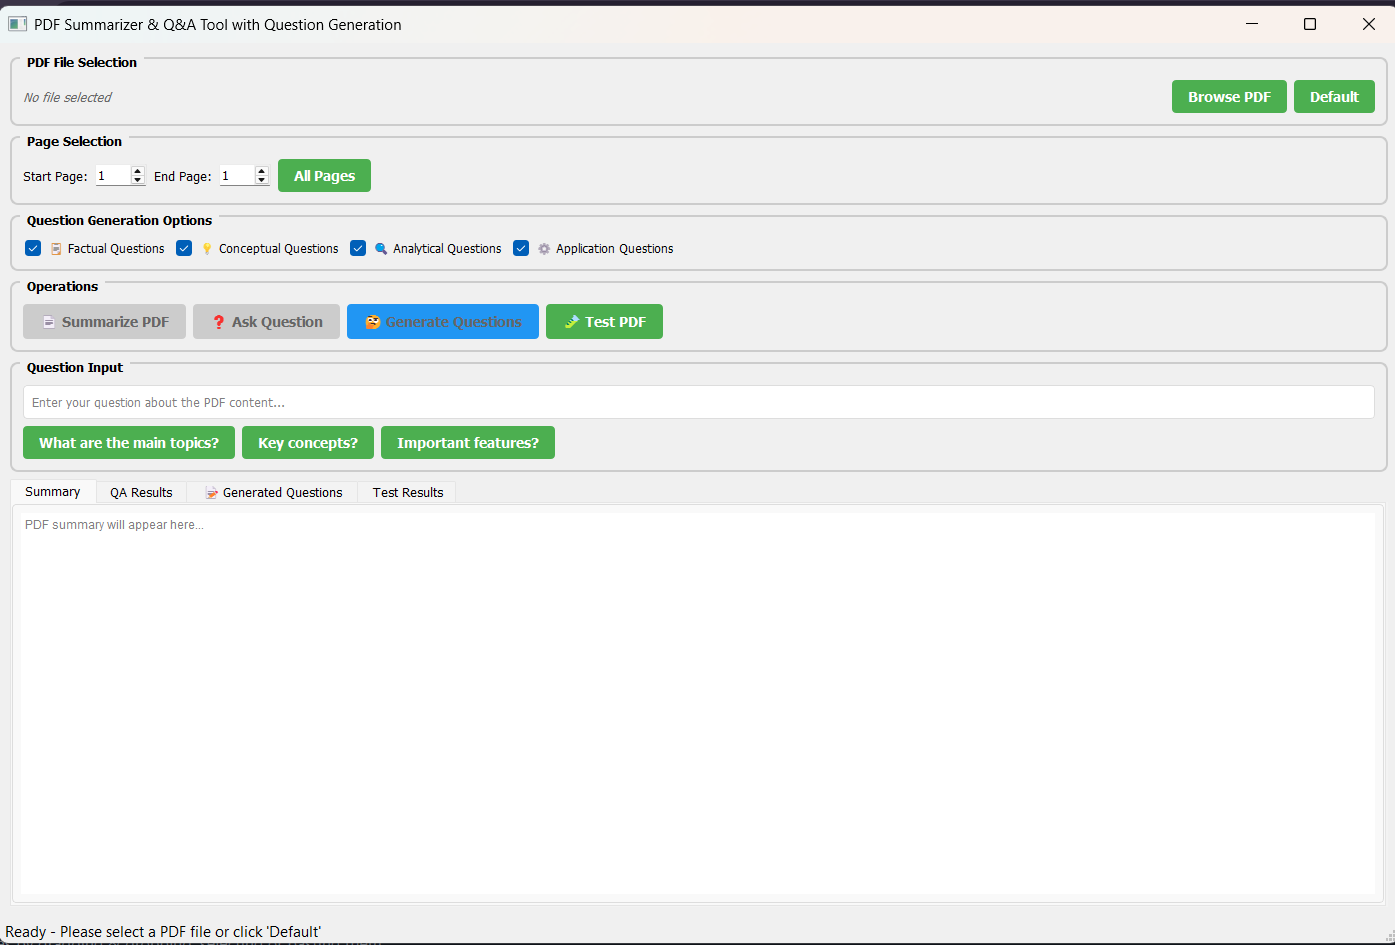 PDF Summarizer & Q&A Tool with Question Generation
PDF File Selection
No file selected
Browse PDF
Default
Page Selection
Start Page: 1 End Page: 1 All Pages
Question Generation Options
Factual Questions Conceptual Questions Analytical Questions Application Questions
Operations
Summarize PDF Ask Question Generate Questions Test PDF
Question Input
Enter your question about the PDF content...
What are the main topics? Key concepts? Important features?
Summary QA Results Generated Questions Test Results
PDF summary will appear here...
Ready - Please select a PDF file or click 'Default'